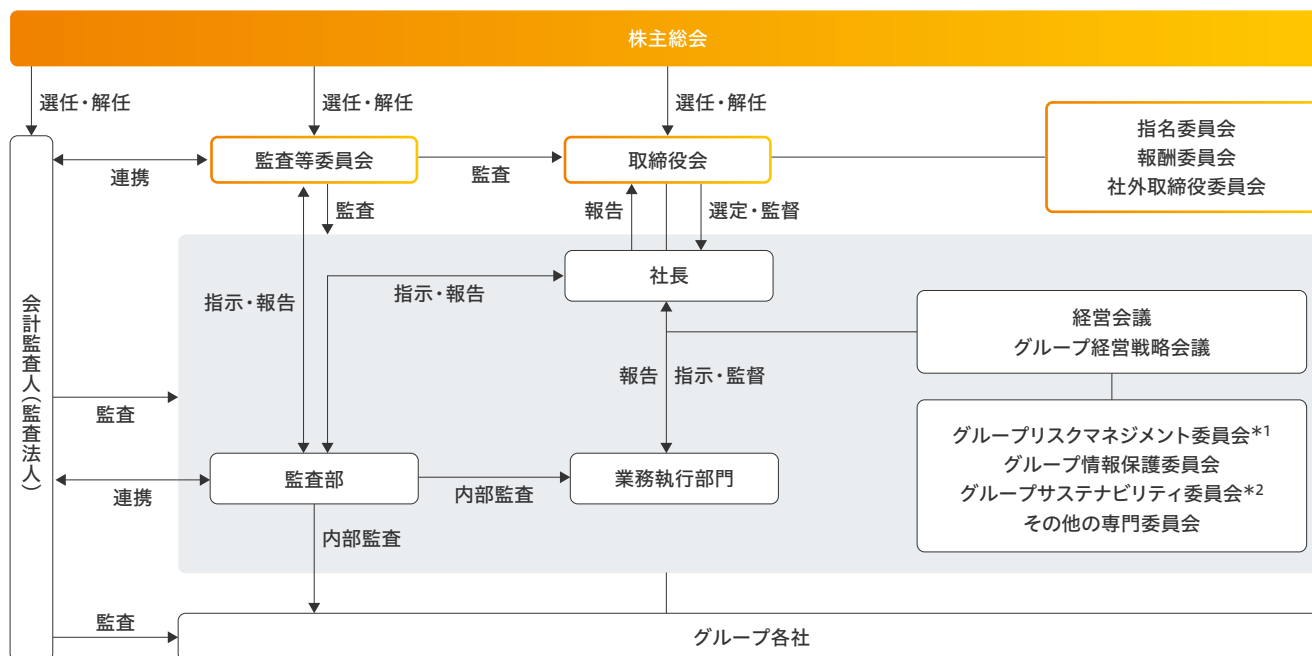 株主総会
選任・解任
選任・解任
選任・解任
監査等委員会
取締役会
指名委員会
報酬委員会
社外取締役委員会
連携
監査
監査
報告
選定・監督
社長
会計監査人(監査法人)
指示・報告
指示・報告
経営会議
グループ経営戦略会議
報告
指示・監督
監査
グループリスクマネジメント委員会*1
グループ情報保護委員会
グループサステナビリティ委員会*2
その他の専門委員会
監査部
業務執行部門
連携
内部監査
内部監査
監査
グループ各社